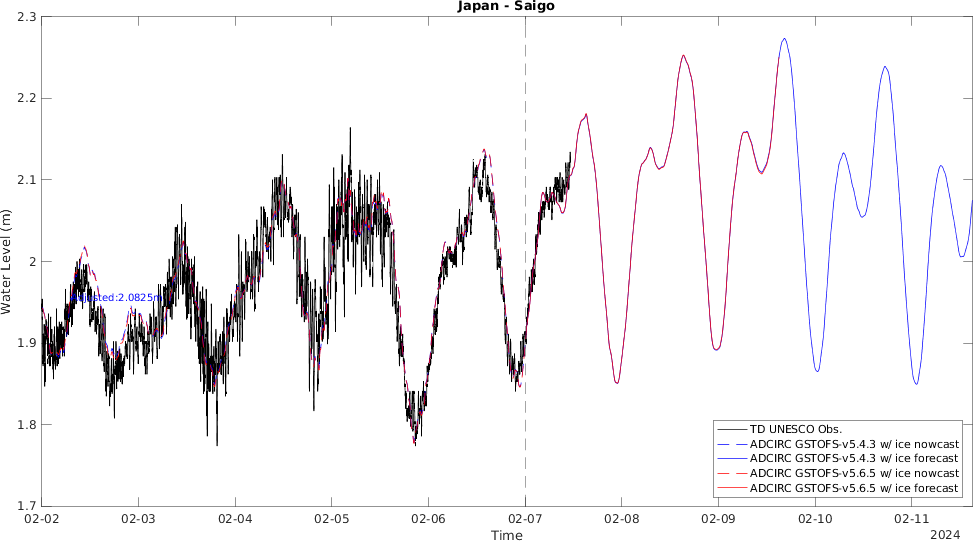 Japan - Saigo
Water Level (m)
2.3
2.2
2.1
2
1.9
1.8
1.7
Adjusted:2.0825m
02-02
02-03
02-04
02-05
02-06
02-07
02-08
02-09
02-10
02-11
Time
2024
TD UNESCO Obs.
ADCIRC GSTOFS-v5.4.3 w/ ice nowcast
ADCIRC GSTOFS-v5.4.3 w/ ice forecast
ADCIRC GSTOFS-v5.6.5 w/ ice nowcast
ADCIRC GSTOFS-v5.6.5 w/ ice forecast